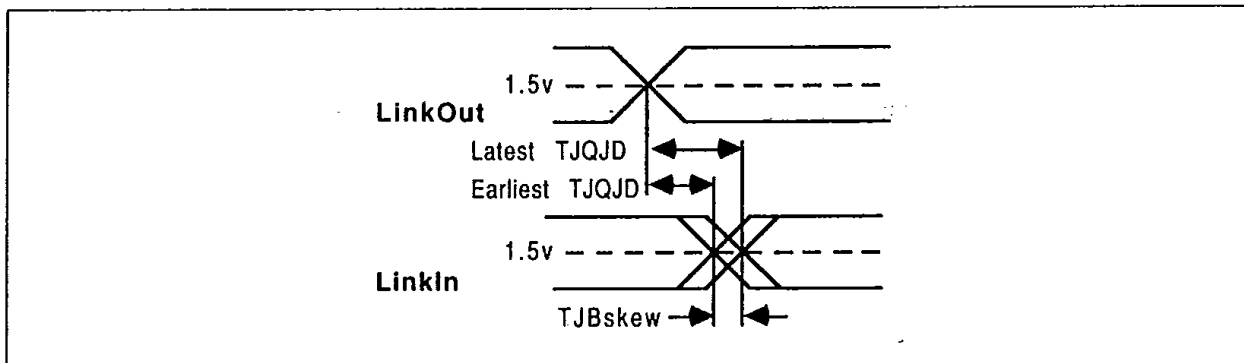 1.5v
LinkOut
Latest TJQJD
Earliest TJQJD
1.5v
LinkIn
TJBskew